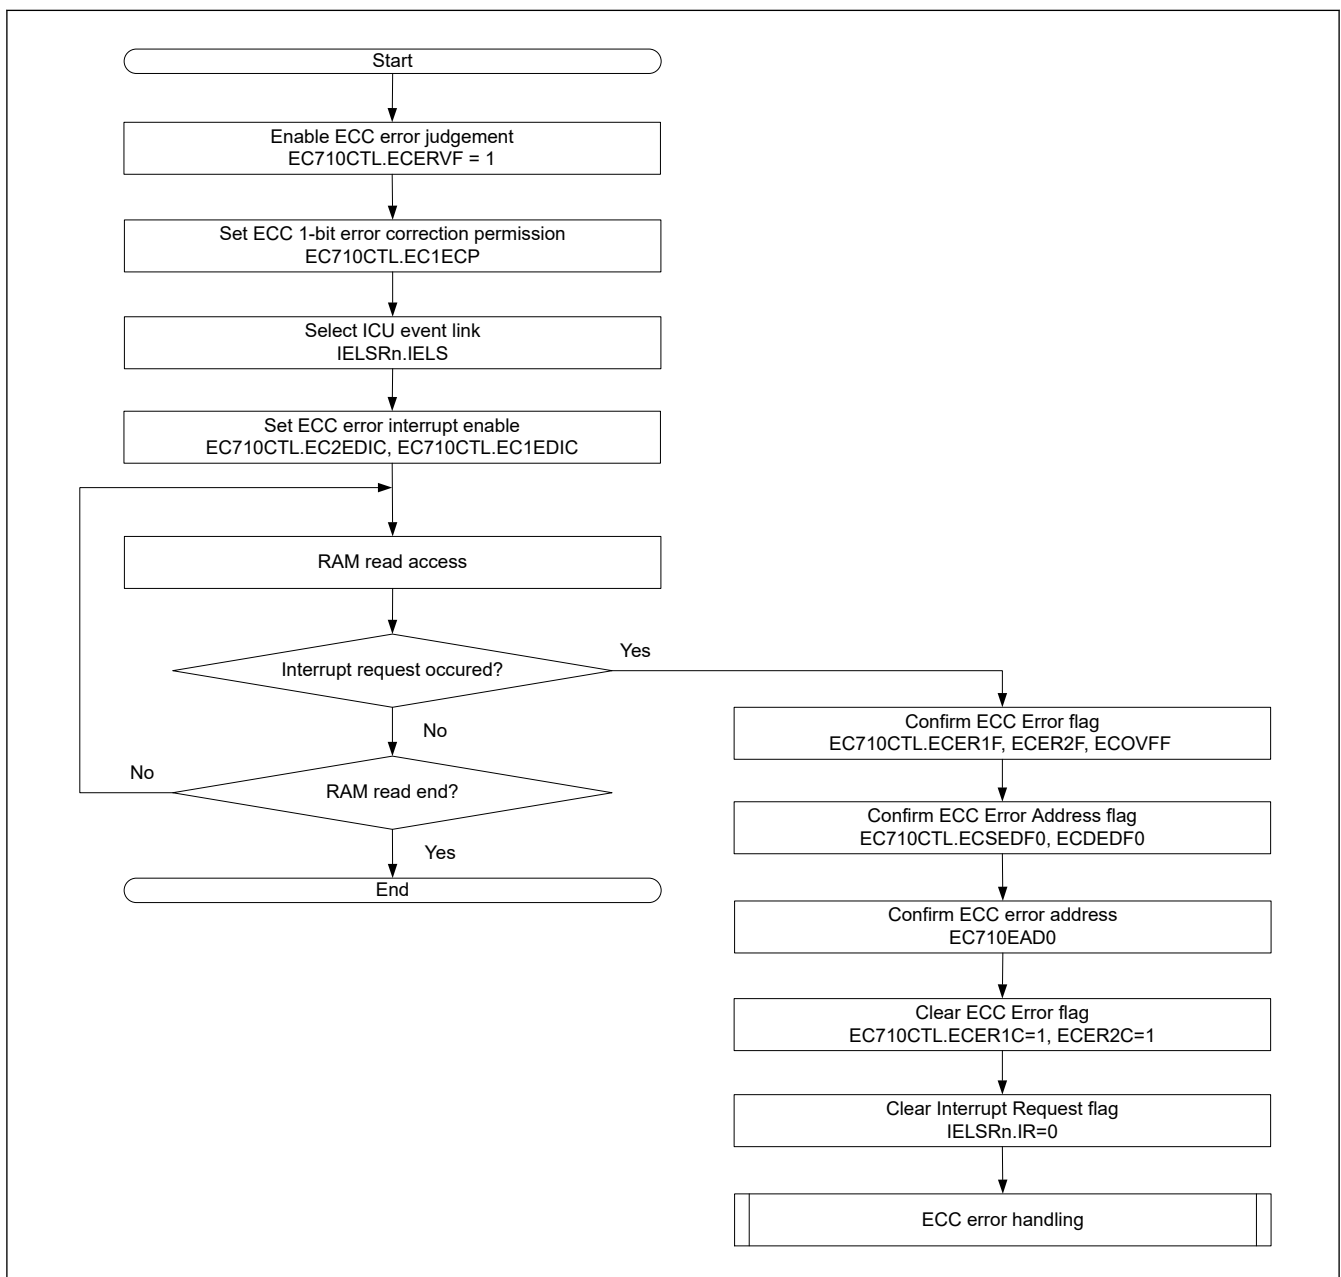 Start
Enable ECC error judgement
EC710CTL.ECERVF = 1
Set ECC 1-bit error correction permission
EC710CTL.EC1ECP
Select ICU event link
IELSRn.IELS
Set ECC error interrupt enable
EC710CTL.EC2EDIC, EC710CTL.EC1EDIC
RAM read access
Interrupt request occured?
Yes
No
RAM read end?
No
Yes
End
Confirm ECC Error flag
EC710CTL.ECER1F, ECER2F, ECOVFF
Confirm ECC Error Address flag
EC710CTL.ECSEDF0, ECDEDF0
Confirm ECC error address
EC710EAD0
Clear ECC Error flag
EC710CTL.ECER1C=1, ECER2C=1
Clear Interrupt Request flag
IELSRn.IR=0
ECC error handling